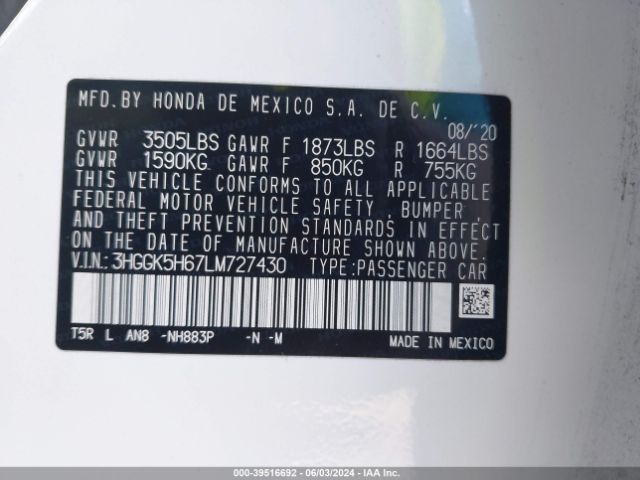 MFD. BY HONDA DE MEXICO S.A. DE C.V.
08/'20
GVWR 3505LBS GAWR F 1873LBS R 1664LBS
GVWR 1590KG GAWR F 850KG R 755KG
THIS VEHICLE CONFORMS TO ALL APPLICABLE
FEDERAL MOTOR VEHICLE SAFETY , BUMPER ,
AND THEFT PREVENTION STANDARDS IN EFFECT
ON THE DATE OF MANUFACTURE SHOWN ABOVE.
V.I.N.: 3HGGK5H67LM727430 TYPE:PASSENGER CAR
T5R L AN8 -NH883P -N -M MADE IN MEXICO
000-39516692 - 06/03/2024 - IAA Inc.